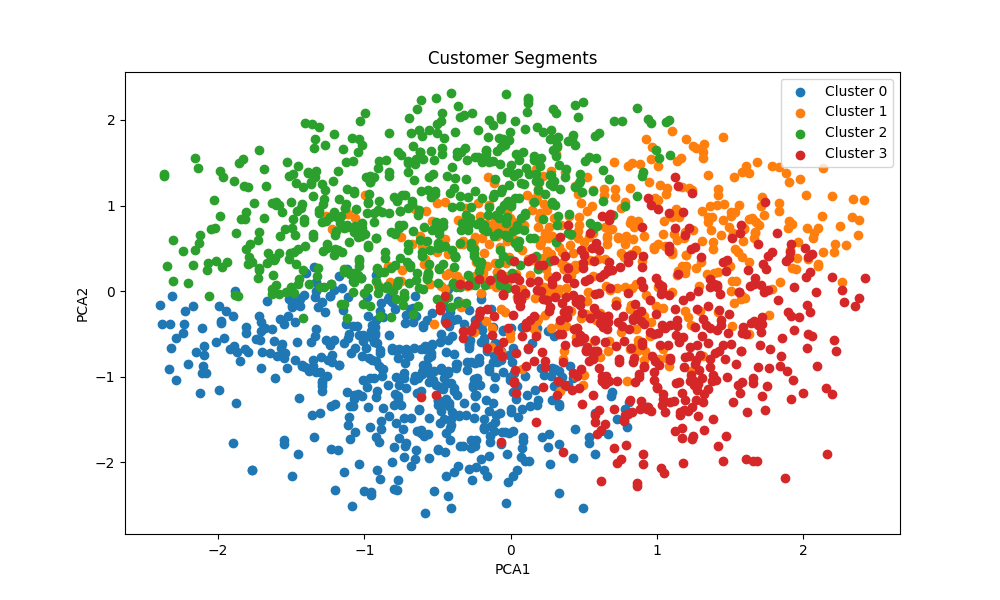 Customer Segments
Cluster 0
Cluster 1
Cluster 2
Cluster 3
2
1
0
−1
−2
PCA2
−2
−1
0
1
2
PCA1